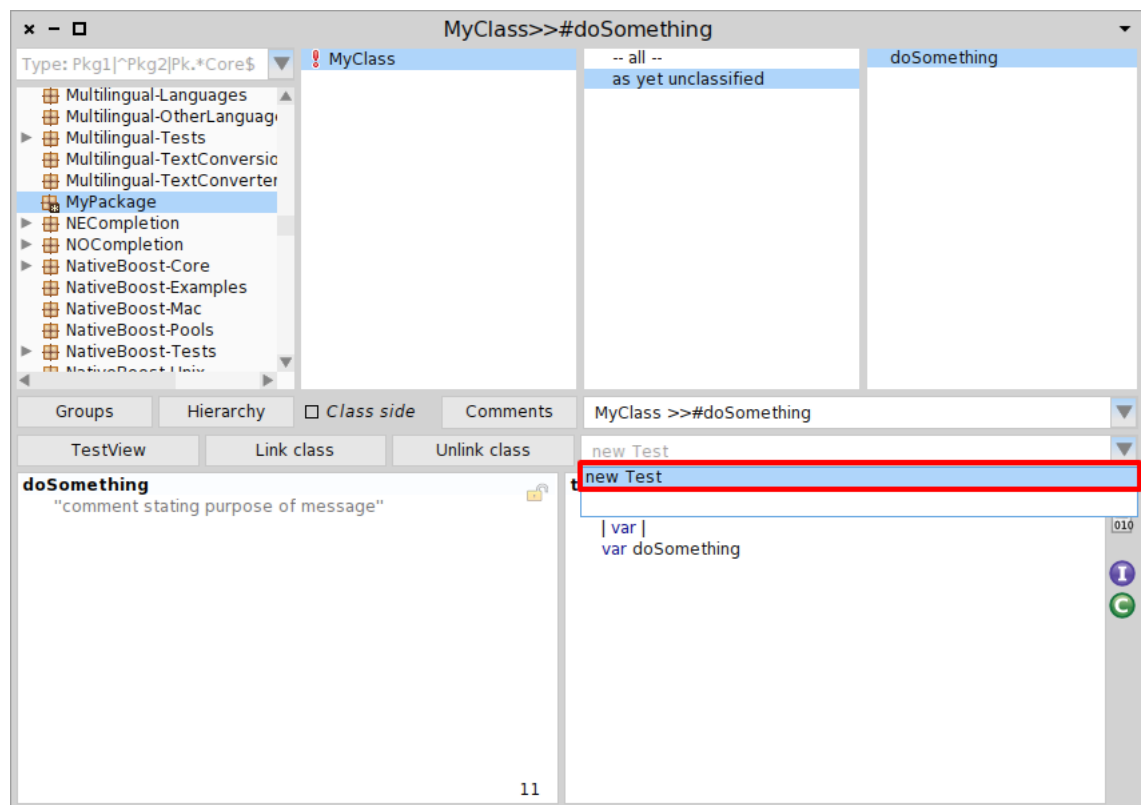 MyClass>>#doSomething
Type: Pkg1|^Pkg2|Pk.*Core$
Multilingual-Languages
Multilingual-OtherLanguage
Multilingual-Tests
Multilingual-TextConversio
Multilingual-TextConverter
MyPackage
NECompletion
NOCompletion
NativeBoost-Core
NativeBoost-Examples
NativeBoost-Mac
NativeBoost-Pools
NativeBoost-Tests
NativeBoost-Unix
MyClass
-- all --
as yet unclassified
doSomething
Groups
Hierarchy
Class side
Comments
MyClass >>#doSomething
TestView
Link class
Unlink class
new Test
new Test
doSomething
"comment stating purpose of message"
11
t
| var |
var doSomething
010
I
C